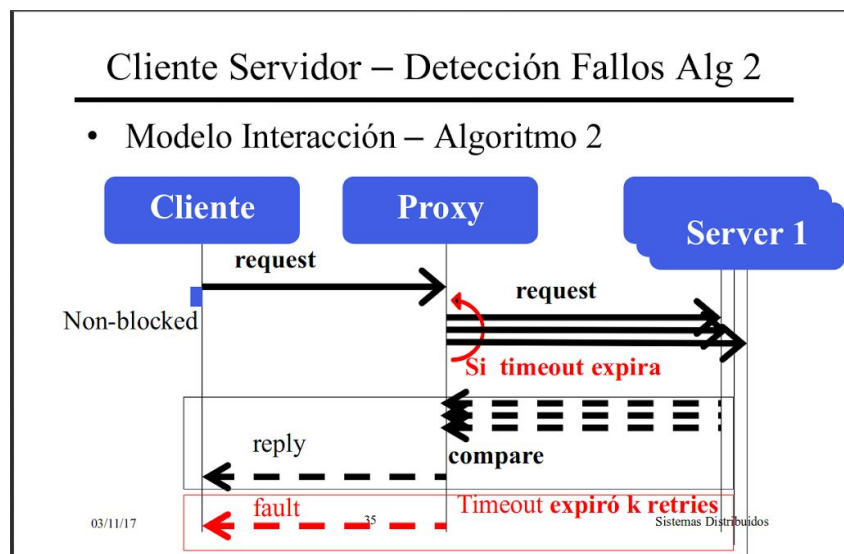 Cliente Servidor – Detección Fallos Alg 2
• Modelo Interacción – Algoritmo 2
Cliente
Proxy
Server 1
request
request
Non-blocked
Si timeout expira
reply
compare
fault
Timeout expiró k retries
03/11/17
35
Sistemas Distribuidos